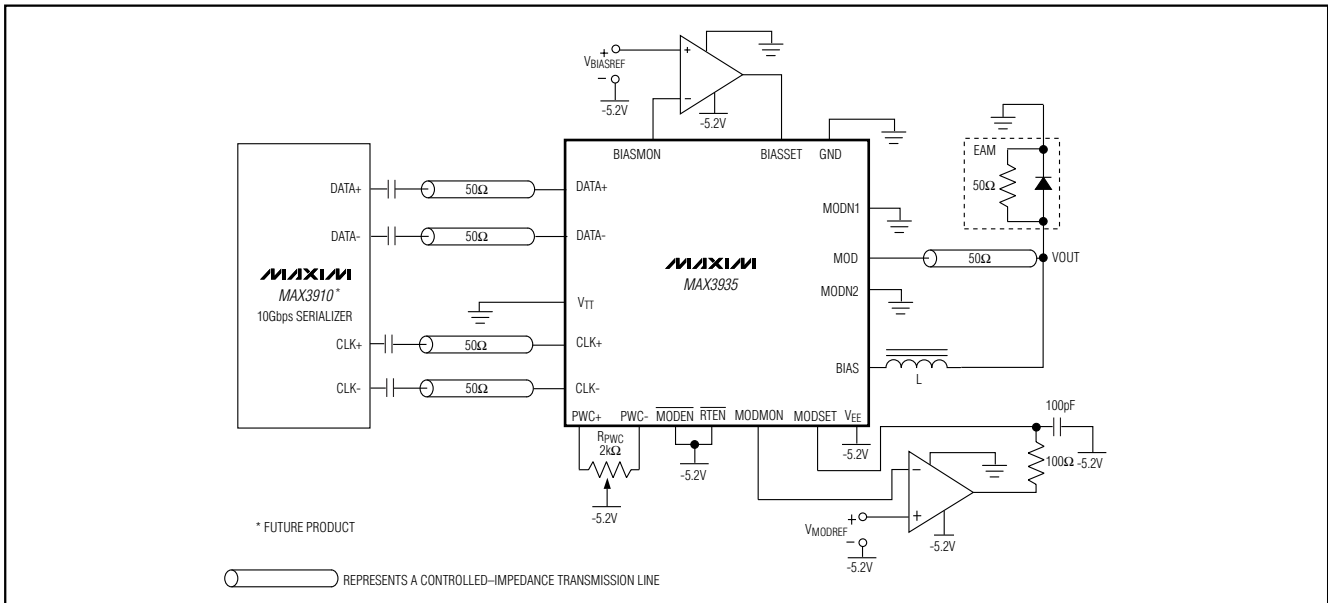 VBIASREF
+
−
-5.2V
+
−
-5.2V
BIASMON
BIASSET
GND
EAM
50Ω
DATA+
50Ω
DATA+
MODN1
DATA-
50Ω
DATA-
MAXIM
MAX3910*
10Gbps SERIALIZER
MAXIM
MAX3935
MOD
50Ω
VOUT
VTT
MODN2
CLK+
50Ω
CLK+
CLK-
50Ω
CLK-
BIAS
L
PWC+
PWC-
MODEN
RTEN
MODMON
MODSET
VEE
100pF
RPWC
2kΩ
-5.2V
-5.2V
-5.2V
100Ω
-5.2V
−
+
VMODREF
+
−
-5.2V
-5.2V
* FUTURE PRODUCT
REPRESENTS A CONTROLLED–IMPEDANCE TRANSMISSION LINE